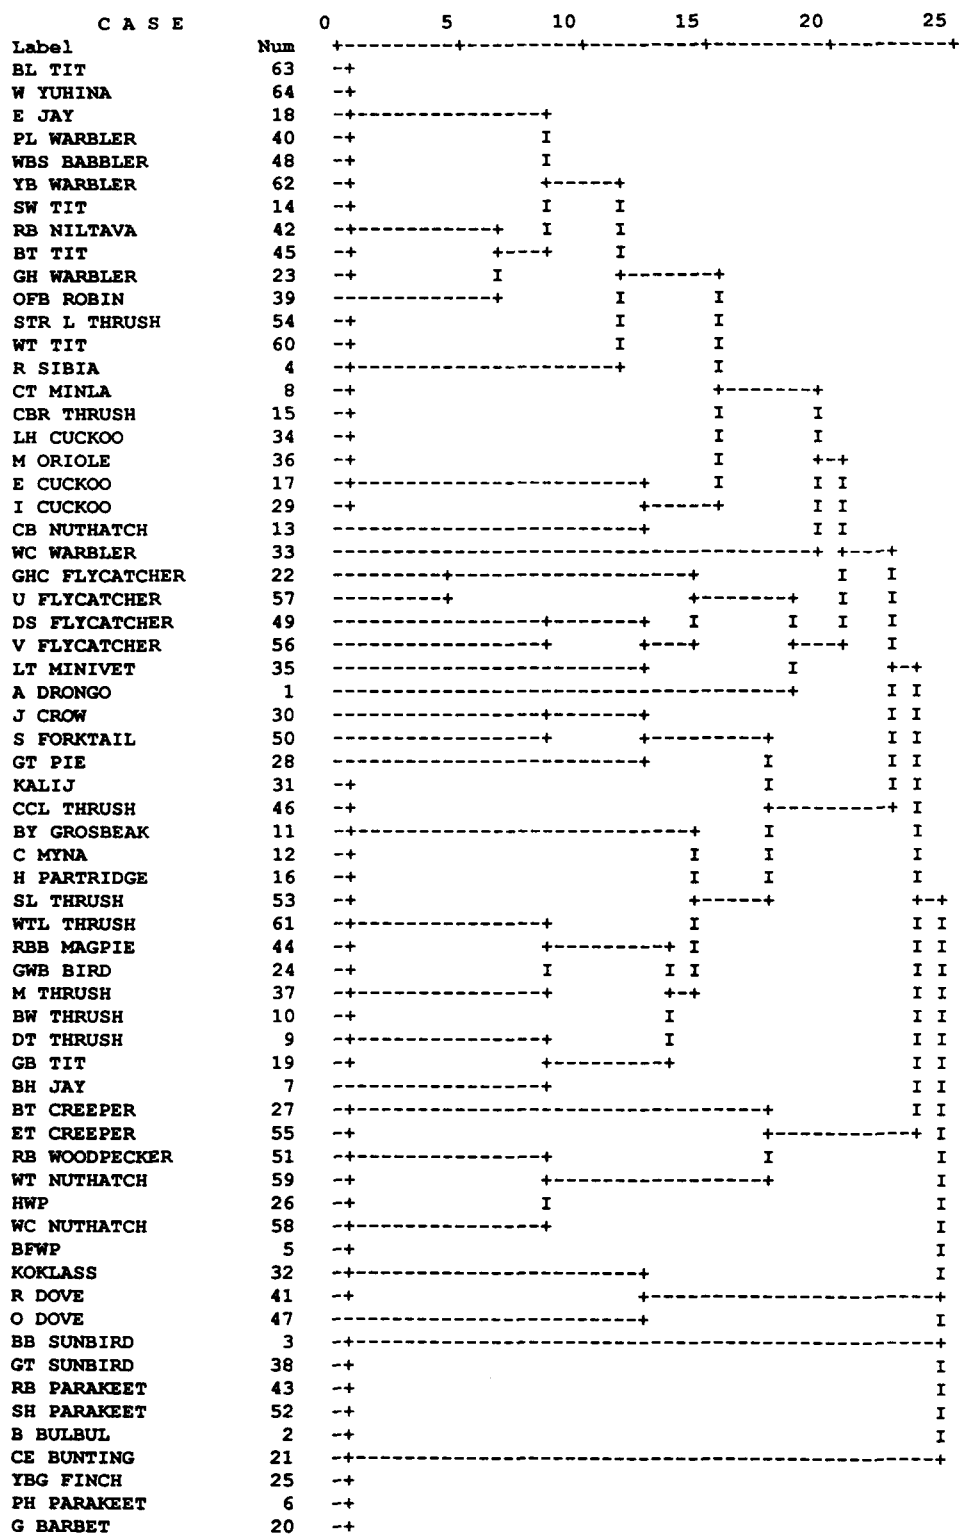 C A S E 0 5 10 15 20 25
Label Num
BL TIT 63
W YUHINA 64
E JAY 18
PL WARBLER 40
WBS BABBLER 48
YB WARBLER 62
SW TIT 14
RB NILTAVA 42
BT TIT 45
GH WARBLER 23
OFB ROBIN 39
STR L THRUSH 54
WT TIT 60
R SIBIA 4
CT MINLA 8
CBR THRUSH 15
LH CUCKOO 34
M ORIOLE 36
E CUCKOO 17
I CUCKOO 29
CB NUTHATCH 13
WC WARBLER 33
GHC FLYCATCHER 22
U FLYCATCHER 57
DS FLYCATCHER 49
V FLYCATCHER 56
LT MINIVET 35
A DRONGO 1
J CROW 30
S FORKTAIL 50
GT PIE 28
KALIJ 31
CCL THRUSH 46
BY GROSBEAK 11
C MYNA 12
H PARTRIDGE 16
SL THRUSH 53
WTL THRUSH 61
RBB MAGPIE 44
GWB BIRD 24
M THRUSH 37
BW THRUSH 10
DT THRUSH 9
GB TIT 19
BH JAY 7
BT CREEPER 27
ET CREEPER 55
RB WOODPECKER 51
WT NUTHATCH 59
HWP 26
WC NUTHATCH 58
BFWP 5
KOKLASS 32
R DOVE 41
O DOVE 47
BB SUNBIRD 3
GT SUNBIRD 38
RB PARAKEET 43
SH PARAKEET 52
B BULBUL 2
CE BUNTING 21
YBG FINCH 25
PH PARAKEET 6
G BARBET 20